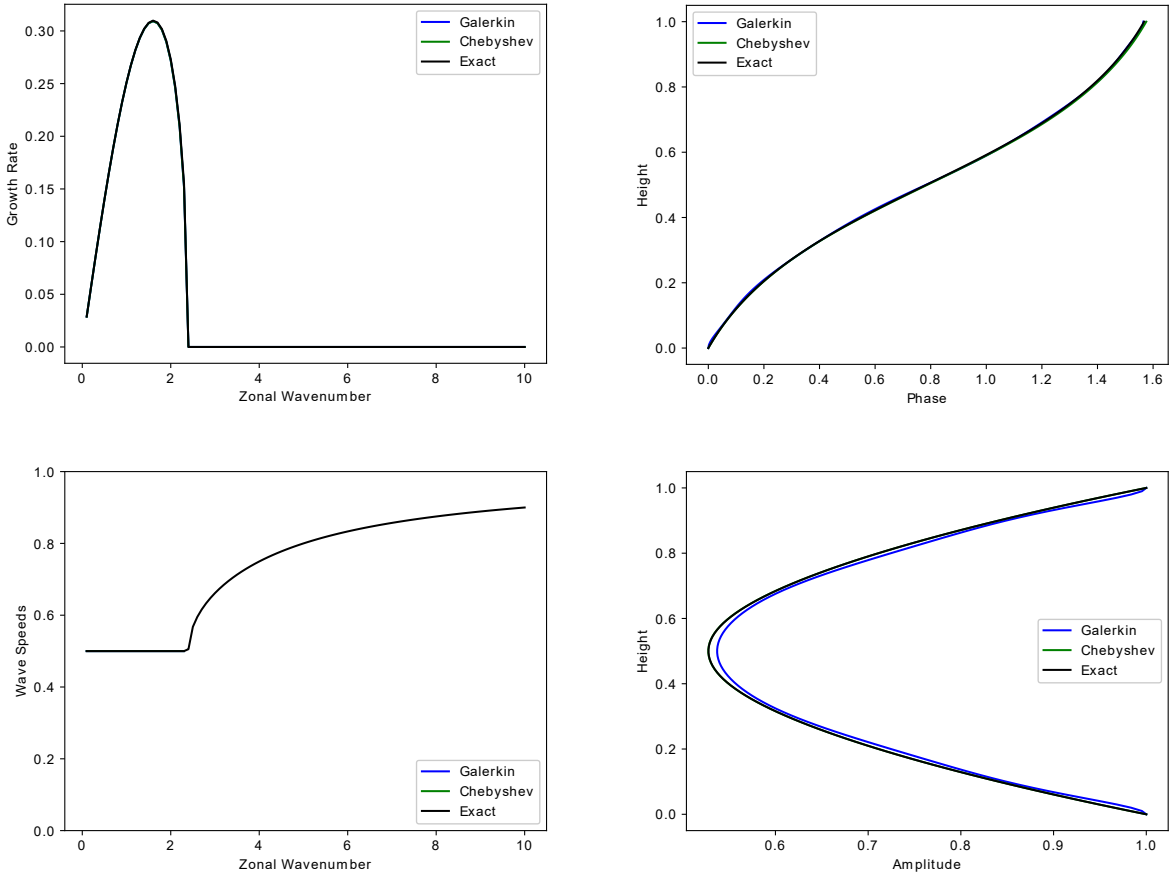 Growth Rate
0.30
0.25
0.20
0.15
0.10
0.05
0.00
0 2 4 6 8 10
Zonal Wavenumber
Galerkin
Chebyshev
Exact
Height
1.0
0.8
0.6
0.4
0.2
0.0
0.0 0.2 0.4 0.6 0.8 1.0 1.2 1.4 1.6
Phase
Galerkin
Chebyshev
Exact
Wave Speeds
1.0
0.8
0.6
0.4
0.2
0.0
0 2 4 6 8 10
Zonal Wavenumber
Galerkin
Chebyshev
Exact
Height
1.0
0.8
0.6
0.4
0.2
0.0
0.6 0.7 0.8 0.9 1.0
Amplitude
Galerkin
Chebyshev
Exact